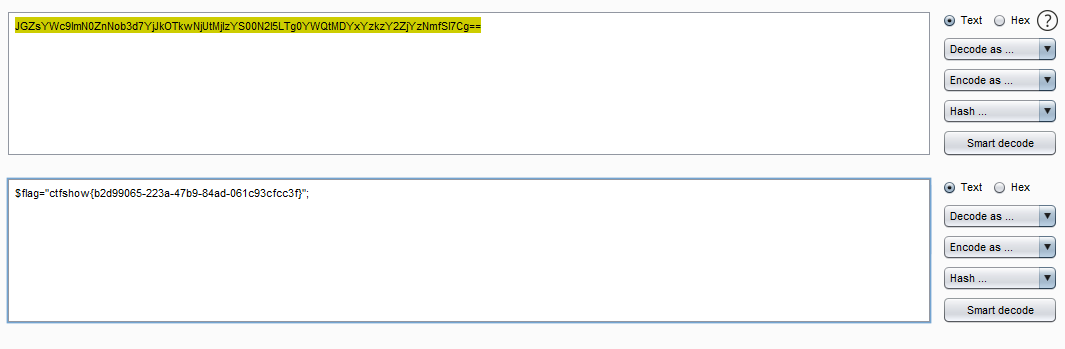 JGZsYWc9ImN0ZnNob3d7YjJkOTkwNjUtMjIzYS00N2I5LTg0YWQtMDYxYzkzY2ZjYzNmfSI7Cg==
Text Hex ?
Decode as ...
Encode as ...
Hash ...
Smart decode
$flag="ctfshow{b2d99065-223a-47b9-84ad-061c93cfcc3f}";
Text Hex
Decode as ...
Encode as ...
Hash ...
Smart decode